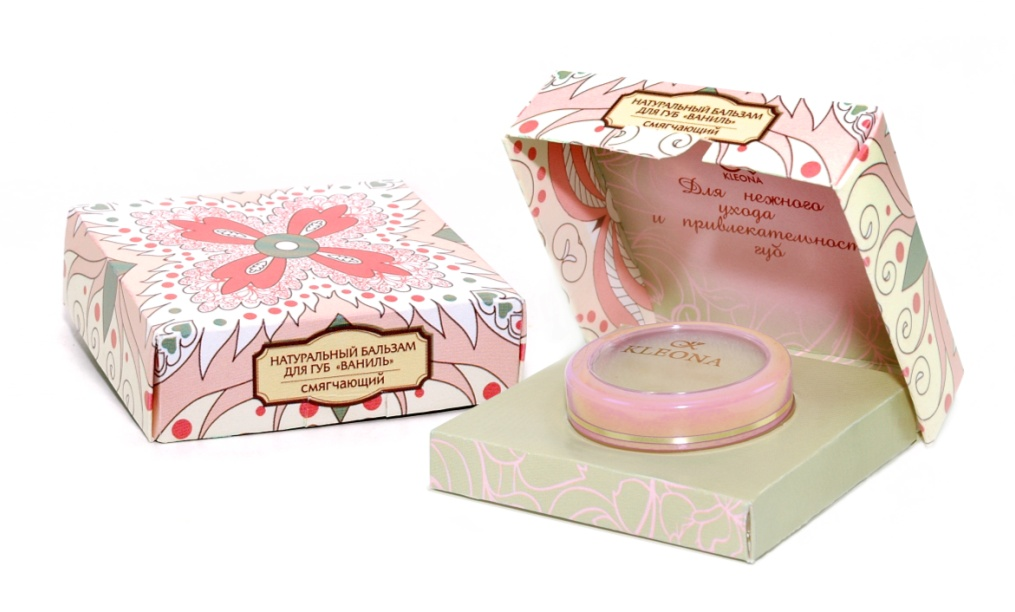 НАТУРАЛЬНЫЙ БАЛЬЗАМ
ДЛЯ ГУБ «ВАНИЛЬ»
смягчающий
НАТУРАЛЬНЫЙ БАЛЬЗАМ
ДЛЯ ГУБ «ВАНИЛЬ»
смягчающий
KLEONA
Для нежного
ухода
и привлекательност
губ
KLEONA